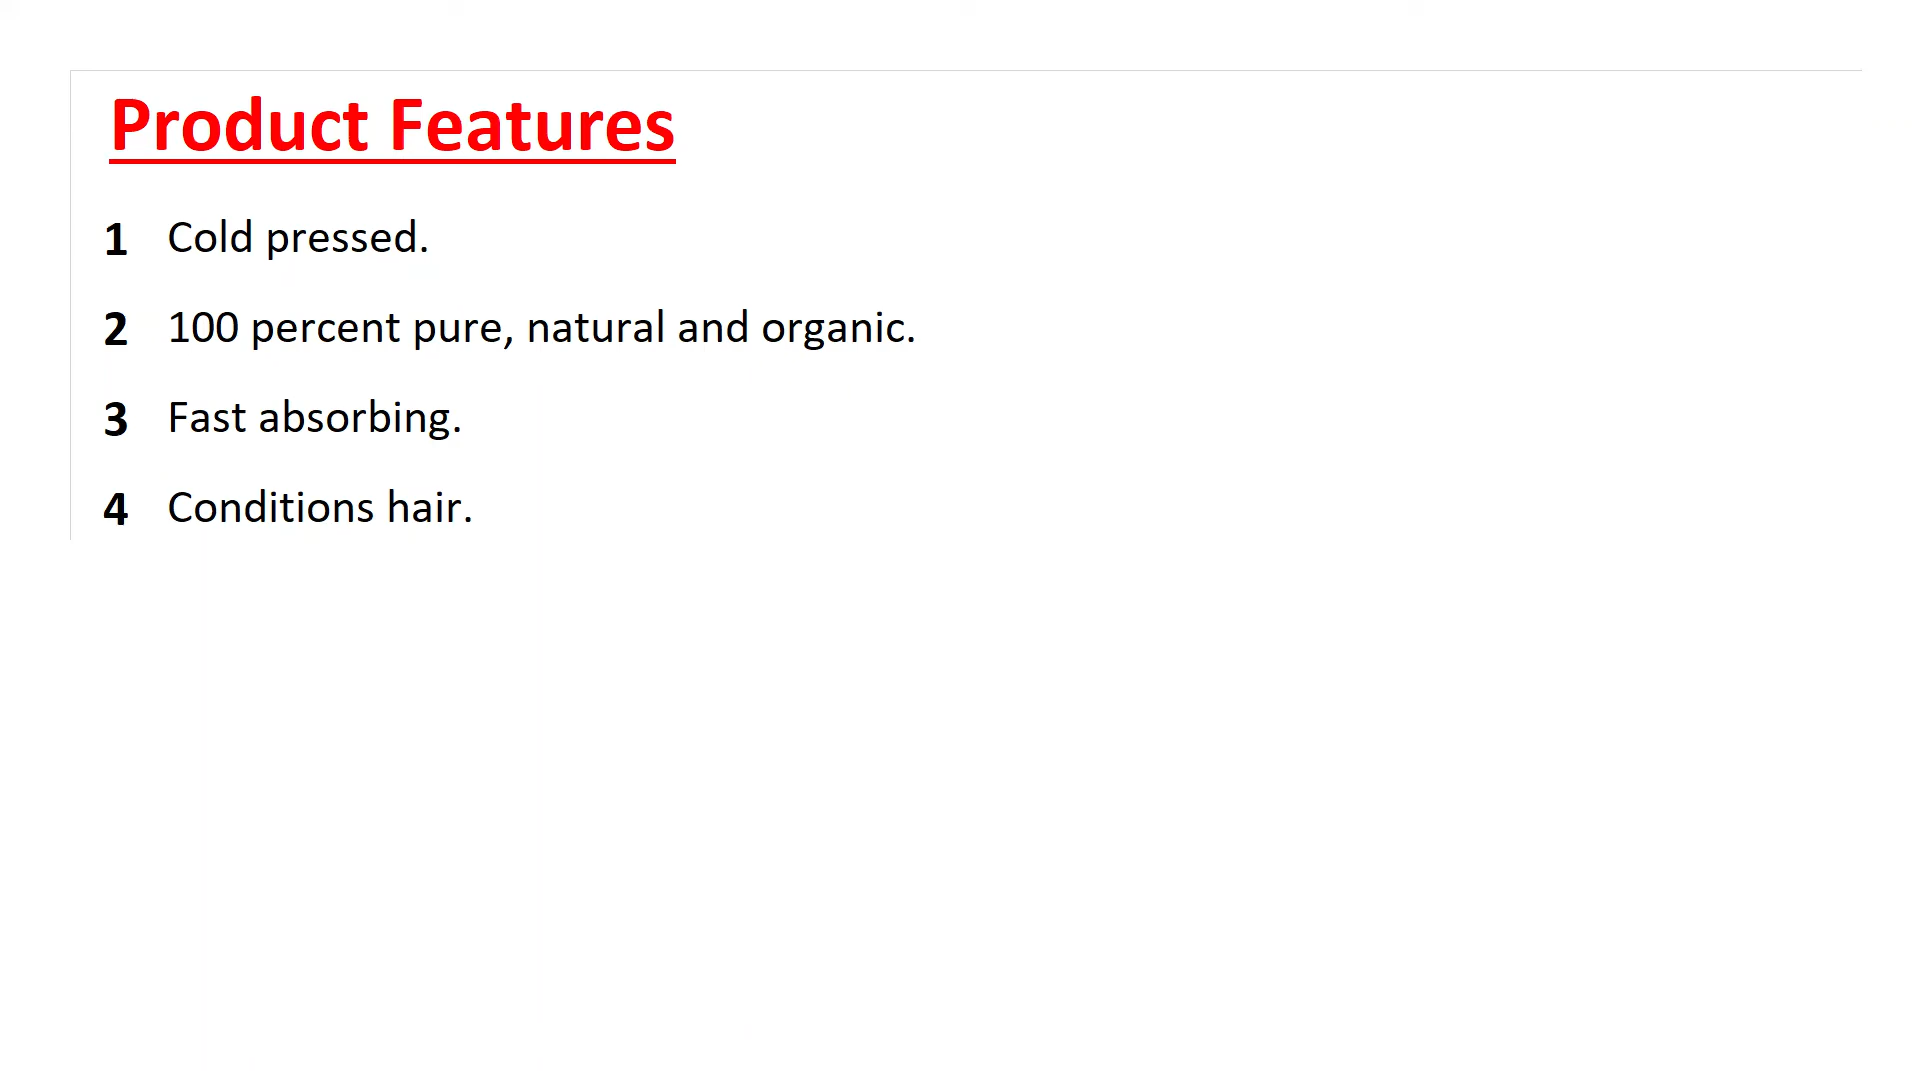 Product Features
1 Cold pressed.
2 100 percent pure, natural and organic.
3 Fast absorbing.
4 Conditions hair.